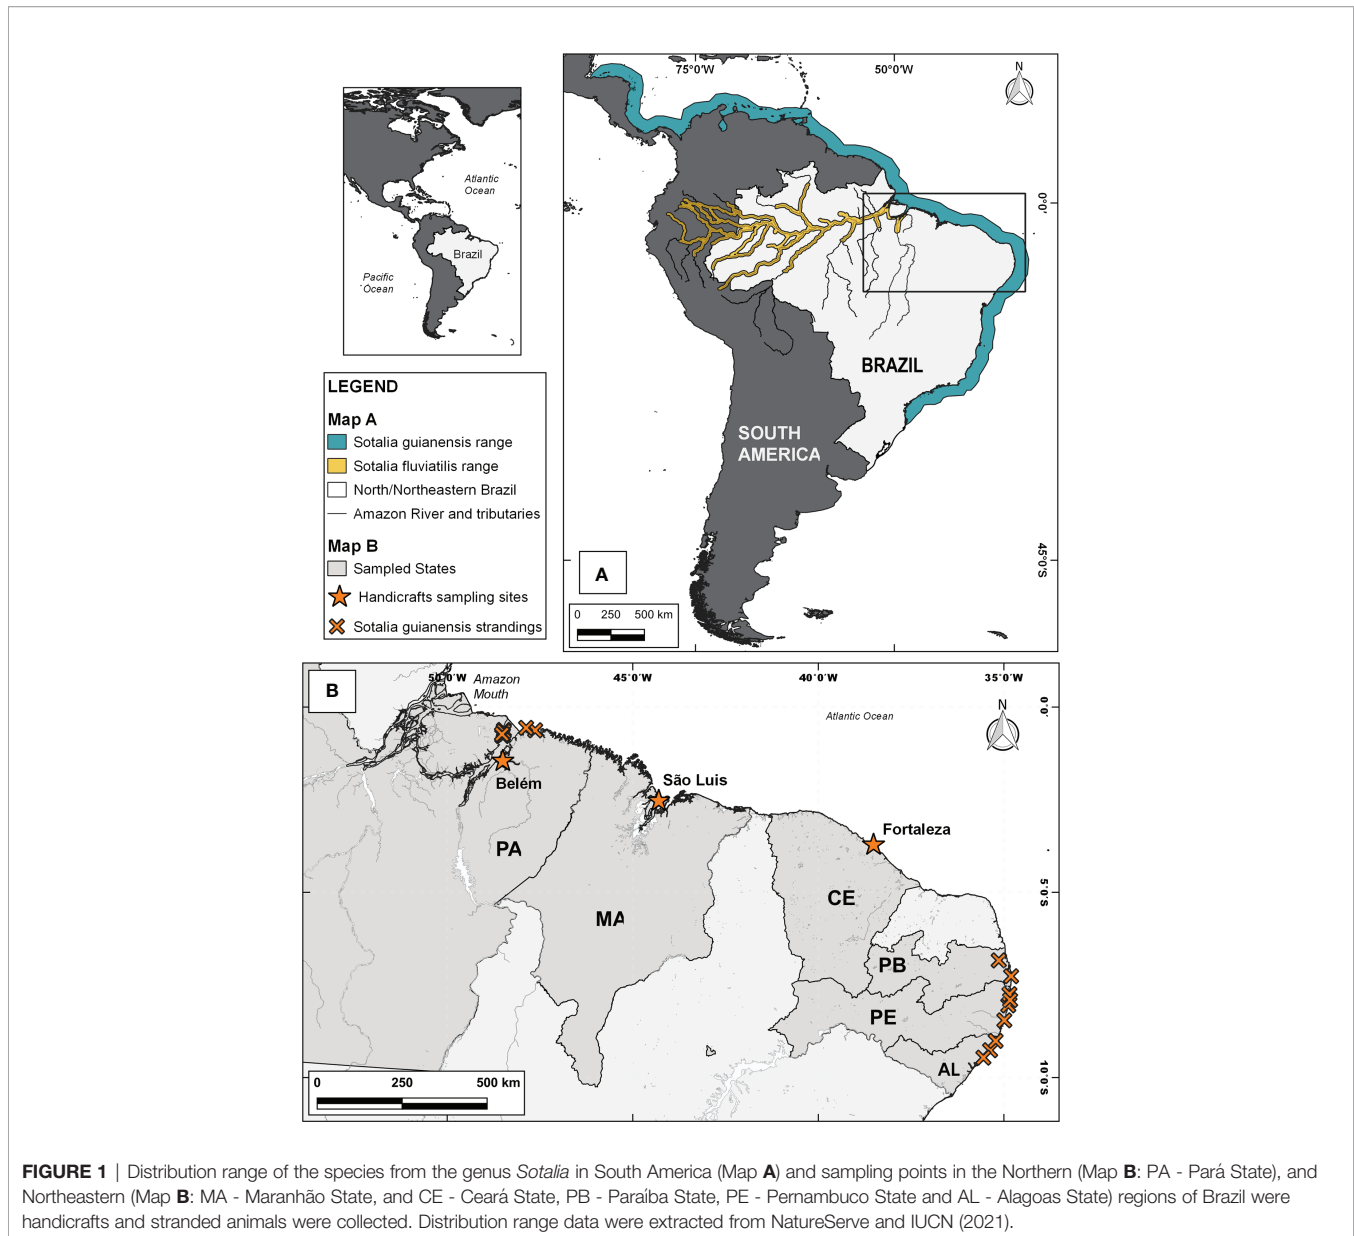 Atlantic
Ocean
Brazil
Pacific
Ocean
75°0'W
50°0'W
N
0°0'
BRAZIL
SOUTH
AMERICA
45°0'S
A
0 250 500 km
LEGEND
Map A
Sotalia guianensis range
Sotalia fluviatilis range
North/Northeastern Brazil
Amazon River and tributaries
Map B
Sampled States
Handicrafts sampling sites
Sotalia guianensis strandings
B
50°0'W
45°0'W
40°0'W
35°0'W
Amazon
Mouth
Atlantic Ocean
N
0°0'
Belém
São Luis
Fortaleza
PA
MA
CE
5°0'S
PB
PE
AL
10°0'S
0 250 500 km
FIGURE 1 | Distribution range of the species from the genus Sotalia in South America (Map A) and sampling points in the Northern (Map B: PA - Pará State), and
Northeastern (Map B: MA - Maranhão State, and CE - Ceará State, PB - Paraíba State, PE - Pernambuco State and AL - Alagoas State) regions of Brazil were
handicrafts and stranded animals were collected. Distribution range data were extracted from NatureServe and IUCN (2021).